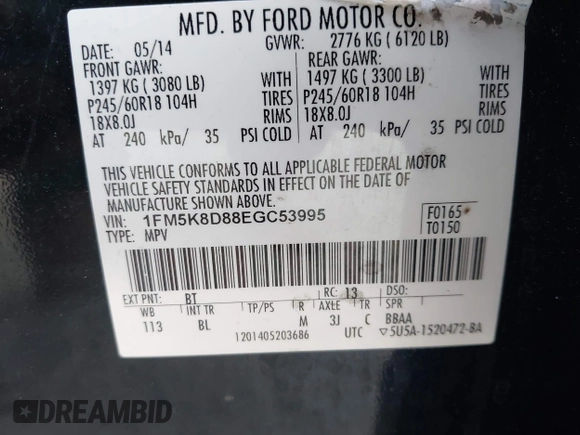 MFD. BY FORD MOTOR CO.
DATE: 05/14 GVWR: 2776 KG ( 6120 LB)
FRONT GAWR: REAR GAWR:
1397 KG ( 3080 LB) WITH 1497 KG ( 3300 LB) WITH
P245/60R18 104H TIRES P245/60R18 104H TIRES
18X8.0J RIMS 18X8.0J RIMS
AT 240 kPa/ 35 PSI COLD AT 240 kPa/ 35 PSI COLD
THIS VEHICLE CONFORMS TO ALL APPLICABLE FEDERAL MOTOR
VEHICLE SAFETY STANDARDS IN EFFECT ON THE DATE OF
MANUFACTURE SHOWN ABOVE.
VIN: 1FM5K8D88EGC53995 F0165
TYPE: MPV T0150
EXT PNT: BT RC: 13 DSO:
WB INT TR TP/PS R AXLE TR SPR
113 BL M 3J C BBAA
1201405203686 UTC ▽5U5A-1520472-BA
DREAMBID